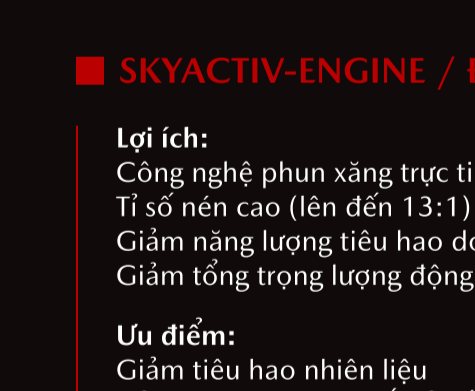 SKYACTIV-ENGINE /
Lợi ích:
Công nghệ phun xăng trực ti
Tỉ số nén cao (lên đến 13:1)
Giảm năng lượng tiêu hao
Giảm tổng trọng lượng động
Ưu điểm:
Giảm tiêu hao nhiên liệu